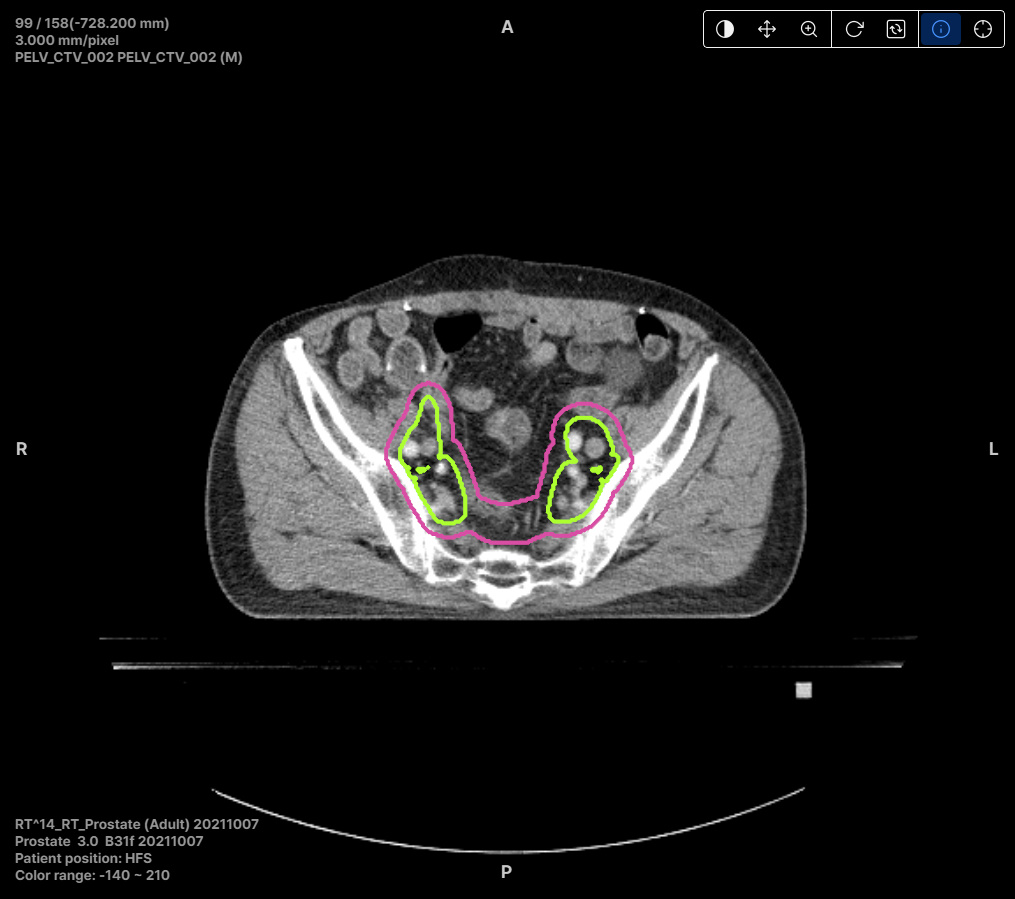 99 / 158(-728.200 mm)
3.000 mm/pixel
PELV_CTV_002 PELV_CTV_002 (M)
A
R
L
RT^14_RT_Prostate (Adult) 20211007
Prostate 3.0 B31f 20211007
Patient position: HFS
Color range: -140 ~ 210
P